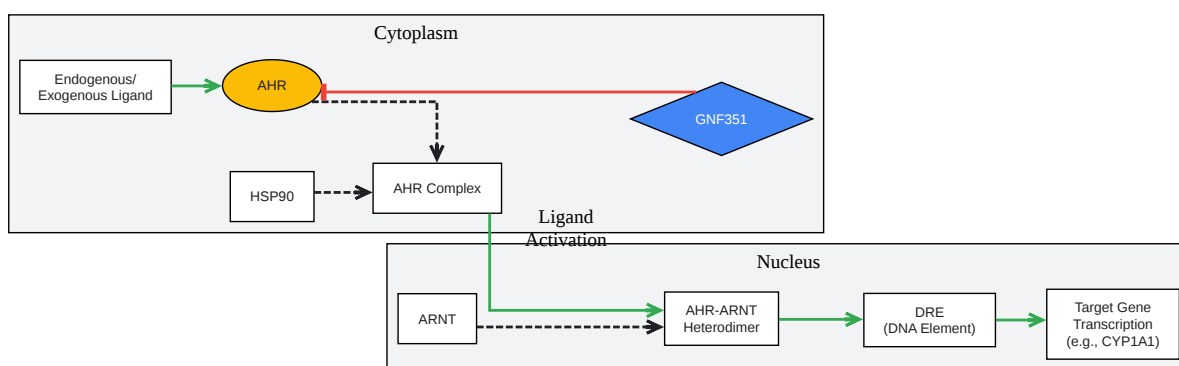 Cytoplasm
Endogenous/
Exogenous Ligand
AHR
GNF351
HSP90
AHR Complex
Ligand
Activation
Nucleus
ARNT
AHR-ARNT
Heterodimer
DRE
(DNA Element)
Target Gene
Transcription
(e.g., CYP1A1)